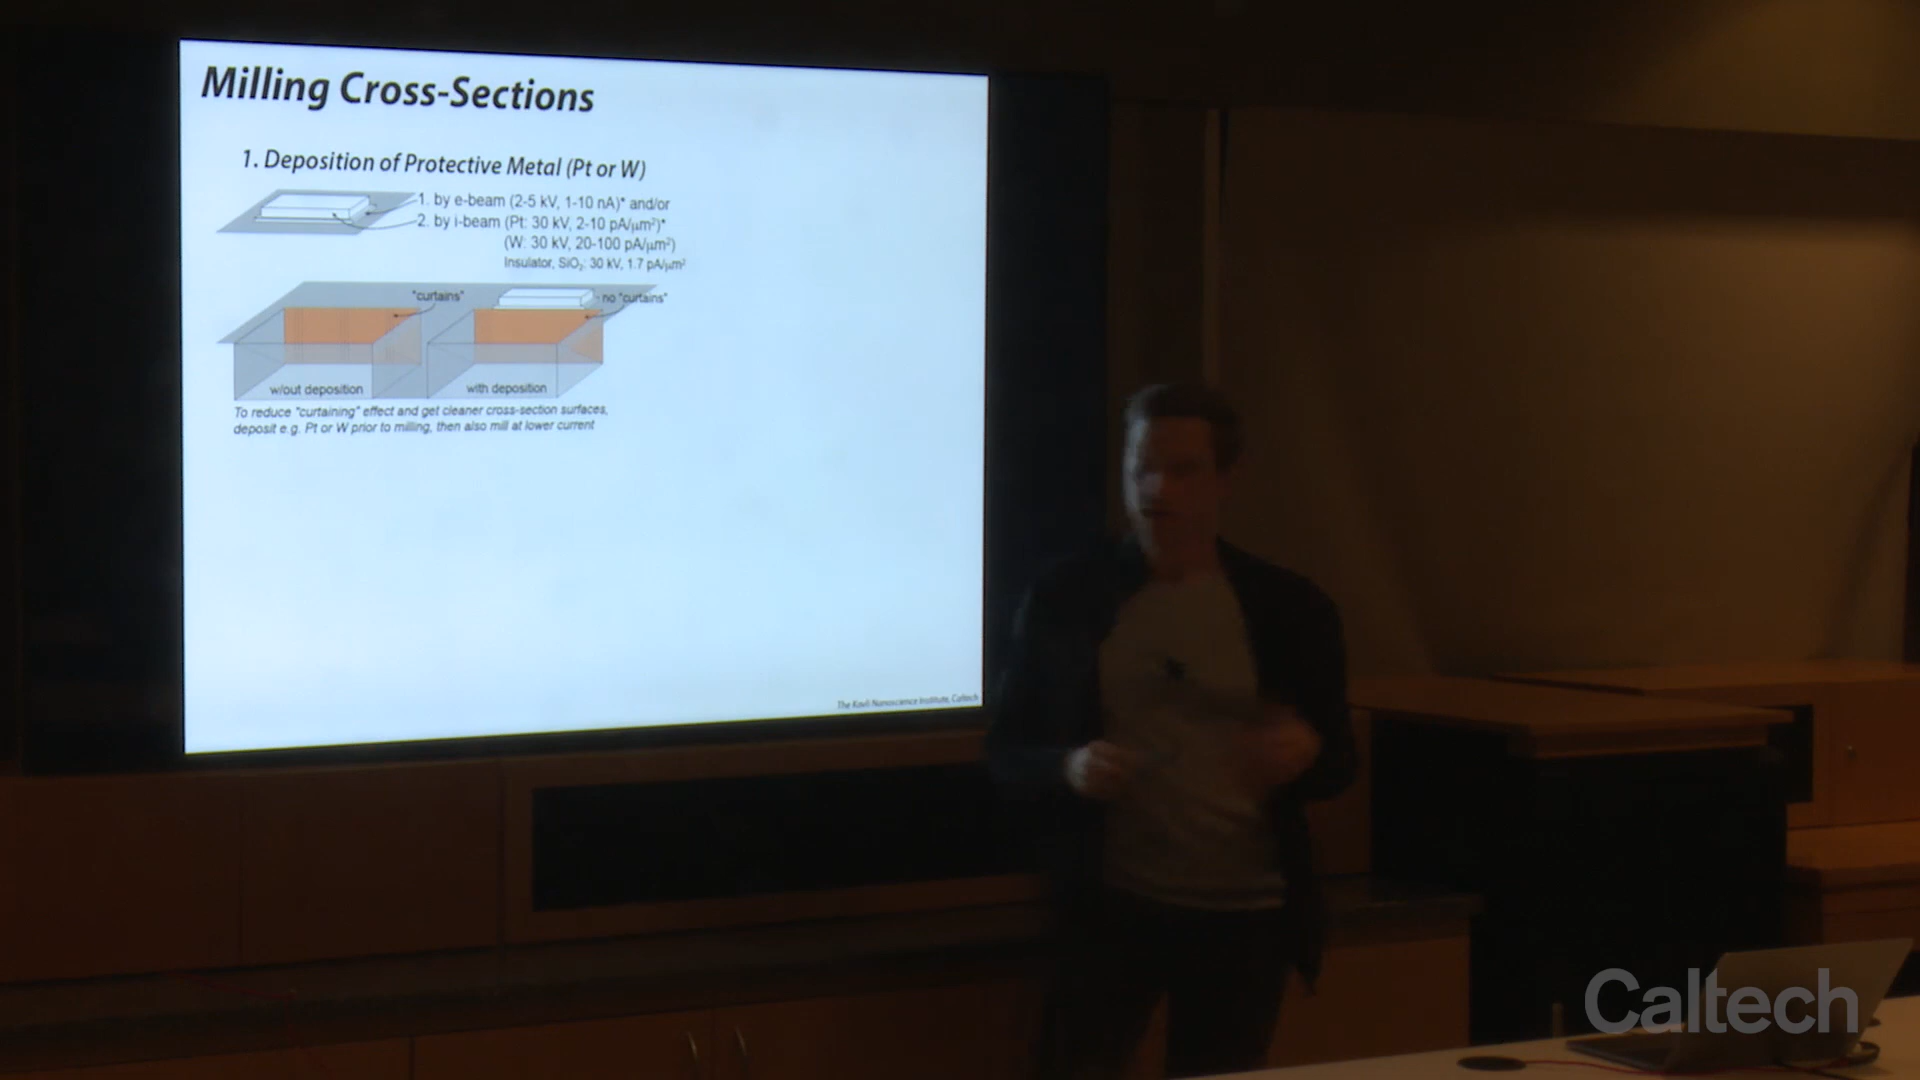 Milling Cross-Sections
1. Deposition of Protective Metal (Pt or W)
1. by e-beam (2-5 kV, 1-10 nA)* and/or
2. by i-beam (Pt: 30 kV, 2-10 pA/μm²)*
(W: 30 kV, 20-100 pA/μm²)
Insulator, SiO₂: 30 kV, 1.7 pA/μm²
"curtains"
no "curtains"
w/out deposition
with deposition
To reduce "curtaining" effect and get cleaner cross-section surfaces,
deposit e.g. Pt or W prior to milling, then also mill at lower current
The Kavli Nanoscience Institute, Caltech
Caltech